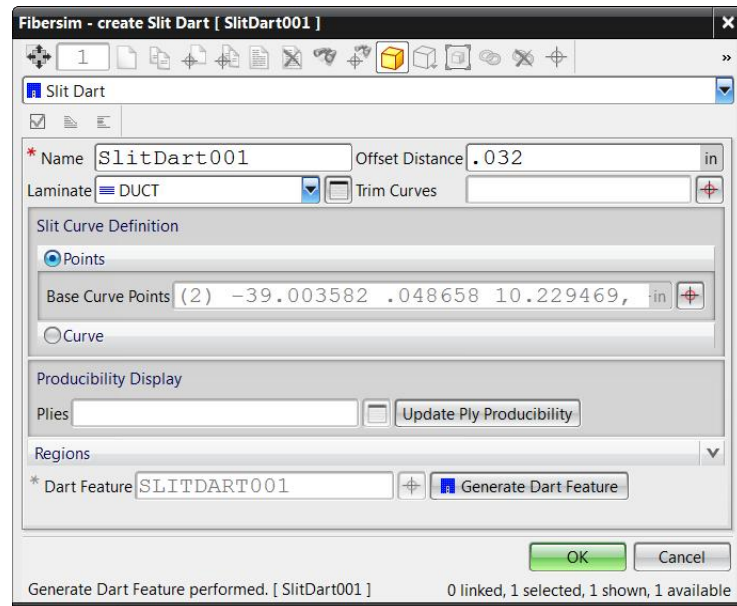 Fibersim - create Slit Dart [ SlitDart001 ]
1
»
Slit Dart
* Name SlitDart001 Offset Distance .032 in
Laminate DUCT Trim Curves
Slit Curve Definition
Points
Base Curve Points (2) -39.003582 .048658 10.229469, in
Curve
Producibility Display
Plies Update Ply Producibility
Regions
* Dart Feature SLITDART001 Generate Dart Feature
OK Cancel
Generate Dart Feature performed. [ SlitDart001 ] 0 linked, 1 selected, 1 shown, 1 available